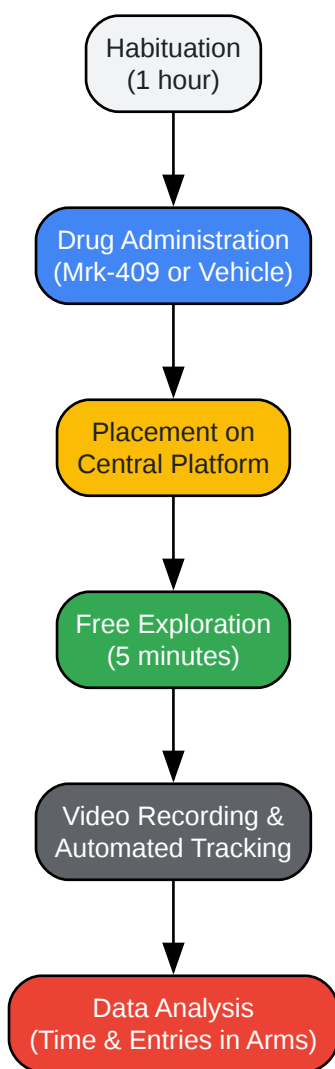 Habituation
(1 hour)
Drug Administration
(Mrk-409 or Vehicle)
Placement on
Central Platform
Free Exploration
(5 minutes)
Video Recording &
Automated Tracking
Data Analysis
(Time & Entries in Arms)